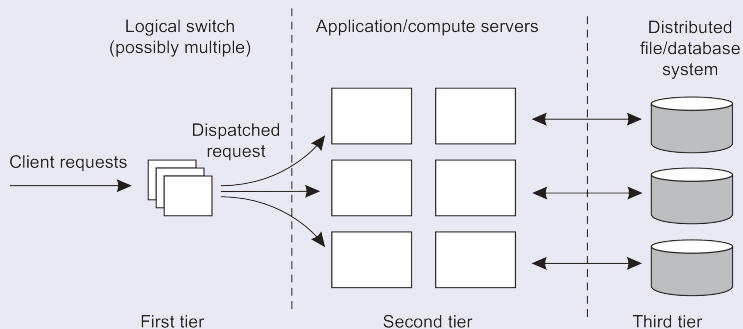 Logical switch
(possibly multiple)
Application/compute servers
Distributed
file/database
system
Client requests
Dispatched
request
First tier
Second tier
Third tier